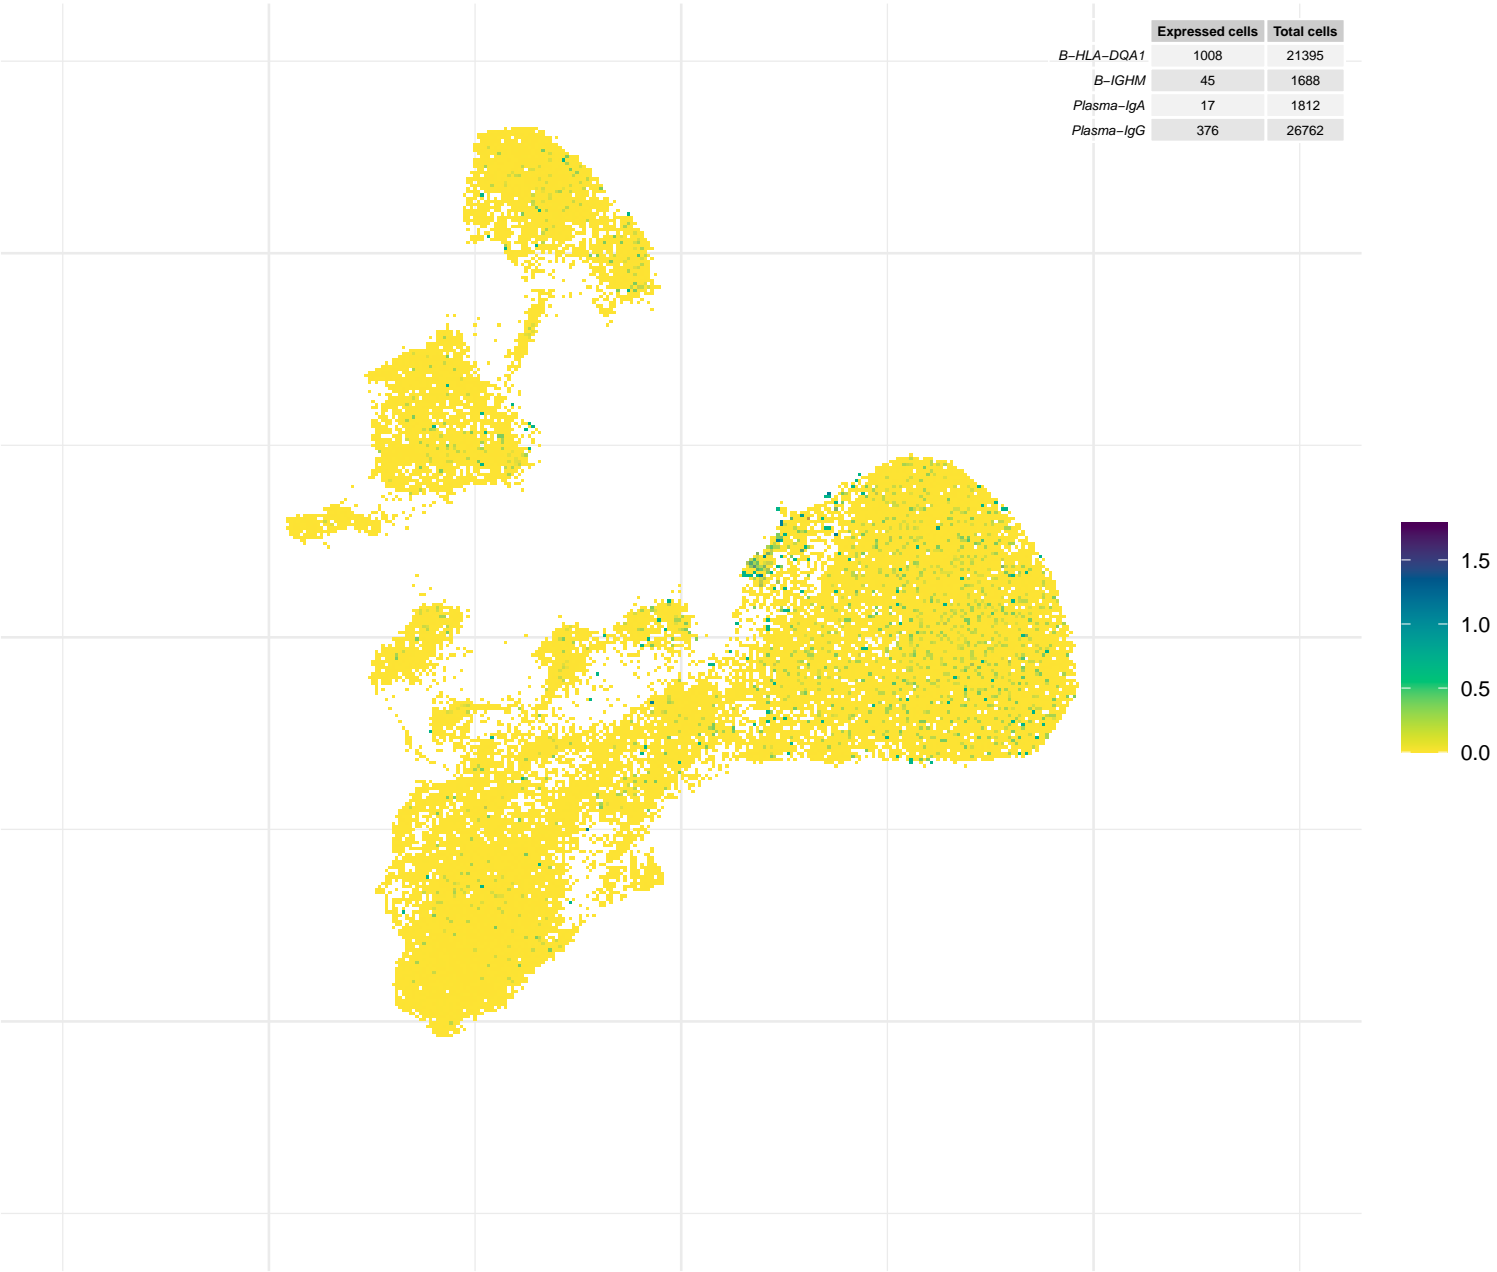 Expressed cells Total cells
B−HLA−DQA1 1008 21395
B−IGHM 45 1688
Plasma−IgA 17 1812
Plasma−IgG 376 26762
1.5
1.0
0.5
0.0